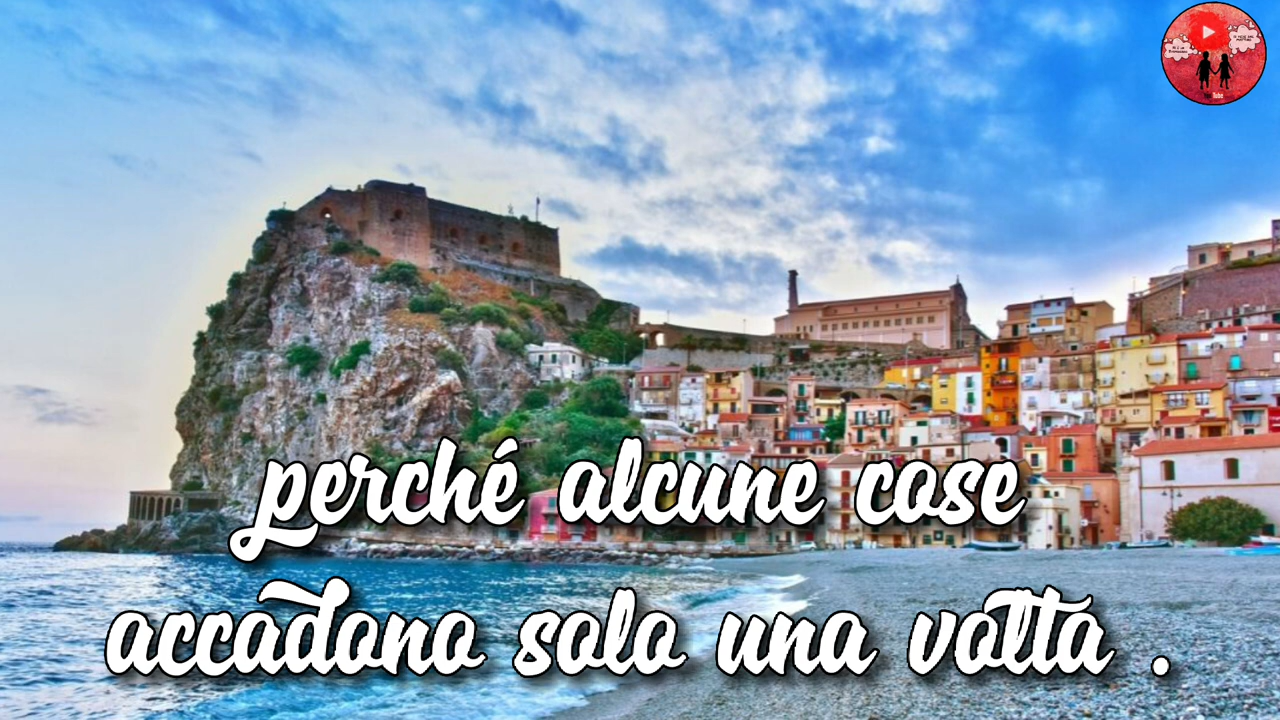 perché alcune cose
accadono solo una volta .